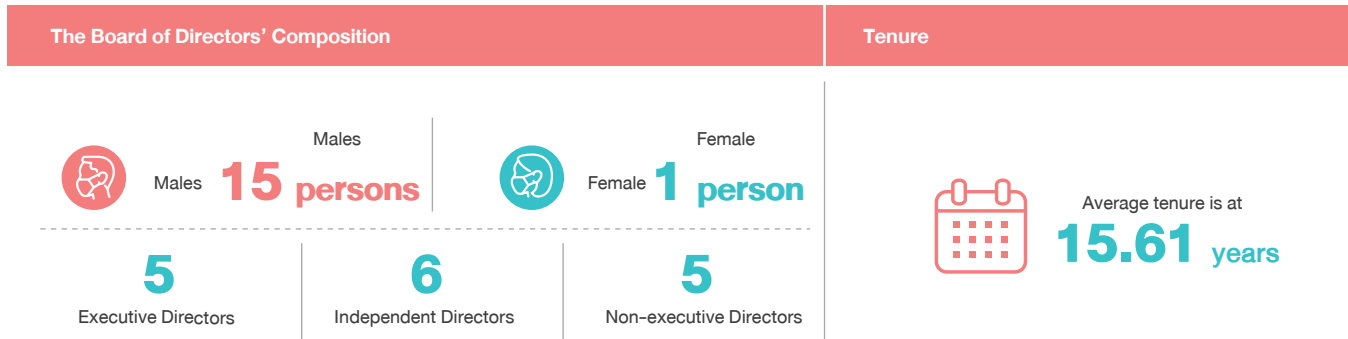 The Board of Directors' Composition
Tenure
Males
Males 15 persons
Female
Female 1 person
5
Executive Directors
6
Independent Directors
5
Non-executive Directors
Average tenure is at
15.61 years